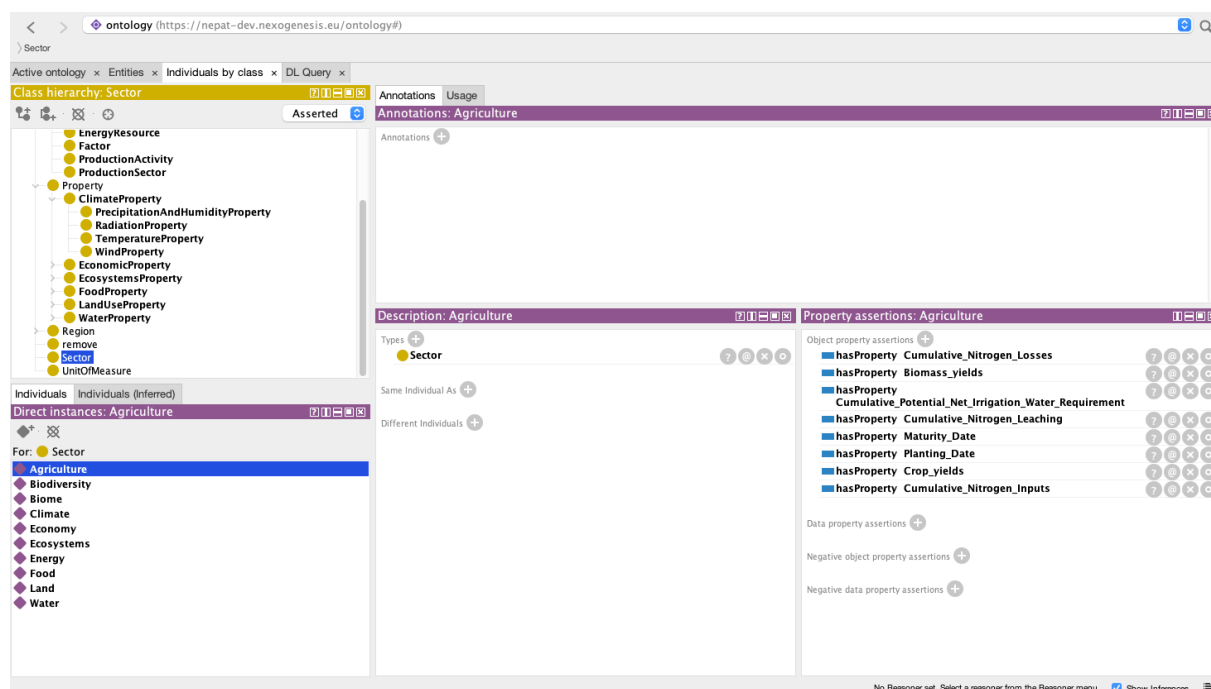 ontology (https://nepat-dev.nexogenesis.eu/ontology#)
Sector
Active ontology × Entities × Individuals by class × DL Query ×
Class hierarchy: Sector
Asserted
EnergyResource
Factor
ProductionActivity
ProductionSector
Property
ClimateProperty
PrecipitationAndHumidityProperty
RadiationProperty
TemperatureProperty
WindProperty
EconomicProperty
EcosystemsProperty
FoodProperty
LandUseProperty
WaterProperty
Region
remove
Sector
UnitOfMeasure
Individuals Individuals (Inferred)
Direct instances: Agriculture
For: Sector
Agriculture
Biodiversity
Biome
Climate
Economy
Ecosystems
Energy
Food
Land
Water
Annotations Usage
Annotations: Agriculture
Annotations
Description: Agriculture
Types
Sector
Same Individual As
Different Individuals
Property assertions: Agriculture
Object property assertions
hasProperty Cumulative_Nitrogen_Losses
hasProperty Biomass_yields
hasProperty
Cumulative_Potential_Net_Irrigation_Water_Requirement
hasProperty Cumulative_Nitrogen_Leaching
hasProperty Maturity_Date
hasProperty Planting_Date
hasProperty Crop_yields
hasProperty Cumulative_Nitrogen_Inputs
Data property assertions
Negative object property assertions
Negative data property assertions
No Reasoner set. Select a reasoner from the Reasoner menu Show Inferences